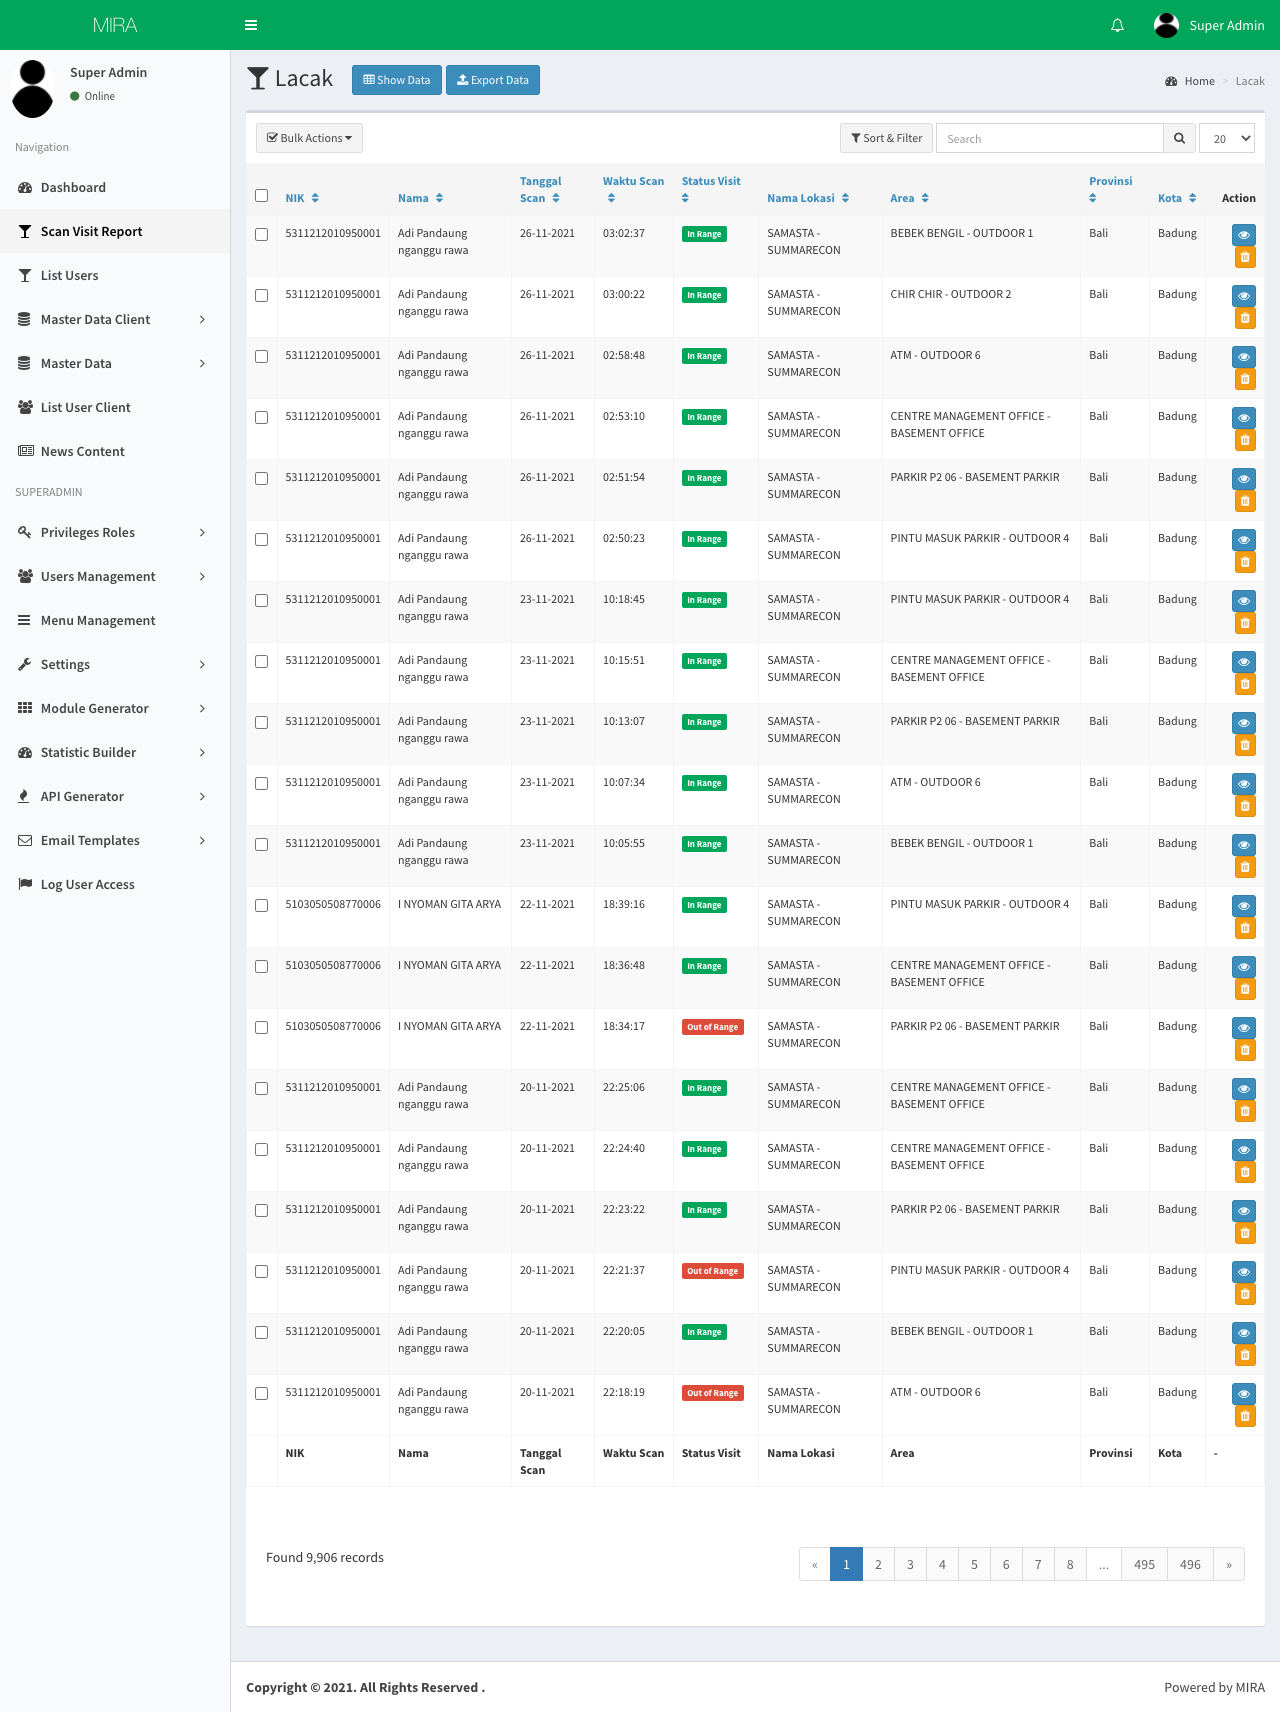 MIRA
Super Admin
Super Admin
Online
Navigation
Dashboard
Scan Visit Report
List Users
Master Data Client
Master Data
List User Client
News Content
SUPERADMIN
Privileges Roles
Users Management
Menu Management
Settings
Module Generator
Statistic Builder
API Generator
Email Templates
Log User Access
Lacak Show Data Export Data
Home > Lacak
Bulk Actions Sort & Filter Search 20
NIK Nama Tanggal Scan Waktu Scan Status Visit Nama Lokasi Area Provinsi Kota Action
5311212010950001 Adi Pandaung nganggu rawa 26-11-2021 03:02:37 In Range SAMASTA - SUMMARECON BEBEK BENGIL - OUTDOOR 1 Bali Badung
5311212010950001 Adi Pandaung nganggu rawa 26-11-2021 03:00:22 In Range SAMASTA - SUMMARECON CHIR CHIR - OUTDOOR 2 Bali Badung
5311212010950001 Adi Pandaung nganggu rawa 26-11-2021 02:58:48 In Range SAMASTA - SUMMARECON ATM - OUTDOOR 6 Bali Badung
5311212010950001 Adi Pandaung nganggu rawa 26-11-2021 02:53:10 In Range SAMASTA - SUMMARECON CENTRE MANAGEMENT OFFICE - BASEMENT OFFICE Bali Badung
5311212010950001 Adi Pandaung nganggu rawa 26-11-2021 02:51:54 In Range SAMASTA - SUMMARECON PARKIR P2 06 - BASEMENT PARKIR Bali Badung
5311212010950001 Adi Pandaung nganggu rawa 26-11-2021 02:50:23 In Range SAMASTA - SUMMARECON PINTU MASUK PARKIR - OUTDOOR 4 Bali Badung
5311212010950001 Adi Pandaung nganggu rawa 23-11-2021 10:18:45 In Range SAMASTA - SUMMARECON PINTU MASUK PARKIR - OUTDOOR 4 Bali Badung
5311212010950001 Adi Pandaung nganggu rawa 23-11-2021 10:15:51 In Range SAMASTA - SUMMARECON CENTRE MANAGEMENT OFFICE - BASEMENT OFFICE Bali Badung
5311212010950001 Adi Pandaung nganggu rawa 23-11-2021 10:13:07 In Range SAMASTA - SUMMARECON PARKIR P2 06 - BASEMENT PARKIR Bali Badung
5311212010950001 Adi Pandaung nganggu rawa 23-11-2021 10:07:34 In Range SAMASTA - SUMMARECON ATM - OUTDOOR 6 Bali Badung
5311212010950001 Adi Pandaung nganggu rawa 23-11-2021 10:05:55 In Range SAMASTA - SUMMARECON BEBEK BENGIL - OUTDOOR 1 Bali Badung
5103050508770006 I NYOMAN GITA ARYA 22-11-2021 18:39:16 In Range SAMASTA - SUMMARECON PINTU MASUK PARKIR - OUTDOOR 4 Bali Badung
5103050508770006 I NYOMAN GITA ARYA 22-11-2021 18:36:48 In Range SAMASTA - SUMMARECON CENTRE MANAGEMENT OFFICE - BASEMENT OFFICE Bali Badung
5103050508770006 I NYOMAN GITA ARYA 22-11-2021 18:34:17 Out of Range SAMASTA - SUMMARECON PARKIR P2 06 - BASEMENT PARKIR Bali Badung
5311212010950001 Adi Pandaung nganggu rawa 20-11-2021 22:25:06 In Range SAMASTA - SUMMARECON CENTRE MANAGEMENT OFFICE - BASEMENT OFFICE Bali Badung
5311212010950001 Adi Pandaung nganggu rawa 20-11-2021 22:24:40 In Range SAMASTA - SUMMARECON CENTRE MANAGEMENT OFFICE - BASEMENT OFFICE Bali Badung
5311212010950001 Adi Pandaung nganggu rawa 20-11-2021 22:23:22 In Range SAMASTA - SUMMARECON PARKIR P2 06 - BASEMENT PARKIR Bali Badung
5311212010950001 Adi Pandaung nganggu rawa 20-11-2021 22:21:37 Out of Range SAMASTA - SUMMARECON PINTU MASUK PARKIR - OUTDOOR 4 Bali Badung
5311212010950001 Adi Pandaung nganggu rawa 20-11-2021 22:20:05 In Range SAMASTA - SUMMARECON BEBEK BENGIL - OUTDOOR 1 Bali Badung
5311212010950001 Adi Pandaung nganggu rawa 20-11-2021 22:18:19 Out of Range SAMASTA - SUMMARECON ATM - OUTDOOR 6 Bali Badung
NIK Nama Tanggal Scan Waktu Scan Status Visit Nama Lokasi Area Provinsi Kota -
Found 9,906 records
« 1 2 3 4 5 6 7 8 ... 495 496 »
Copyright © 2021. All Rights Reserved .
Powered by MIRA